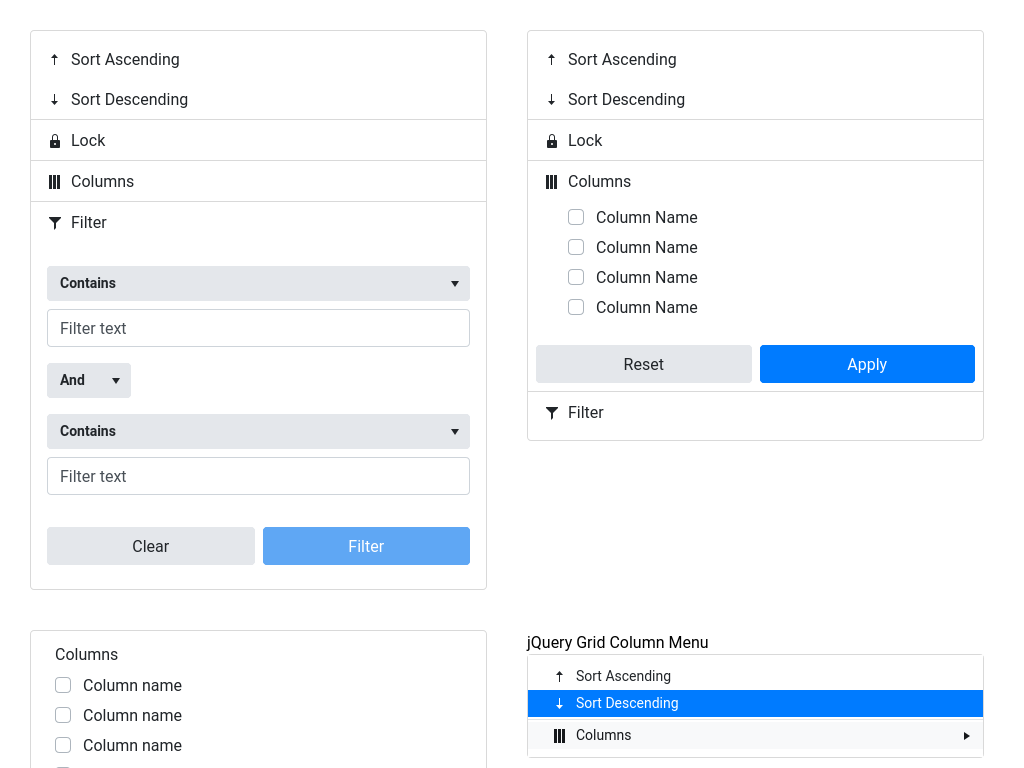 Sort Ascending
Sort Descending
Lock
Columns
Filter
Contains
Filter text
And
Contains
Filter text
Clear
Filter
Sort Ascending
Sort Descending
Lock
Columns
Column Name
Column Name
Column Name
Column Name
Reset
Apply
Filter
Columns
Column name
Column name
Column name
jQuery Grid Column Menu
Sort Ascending
Sort Descending
Columns